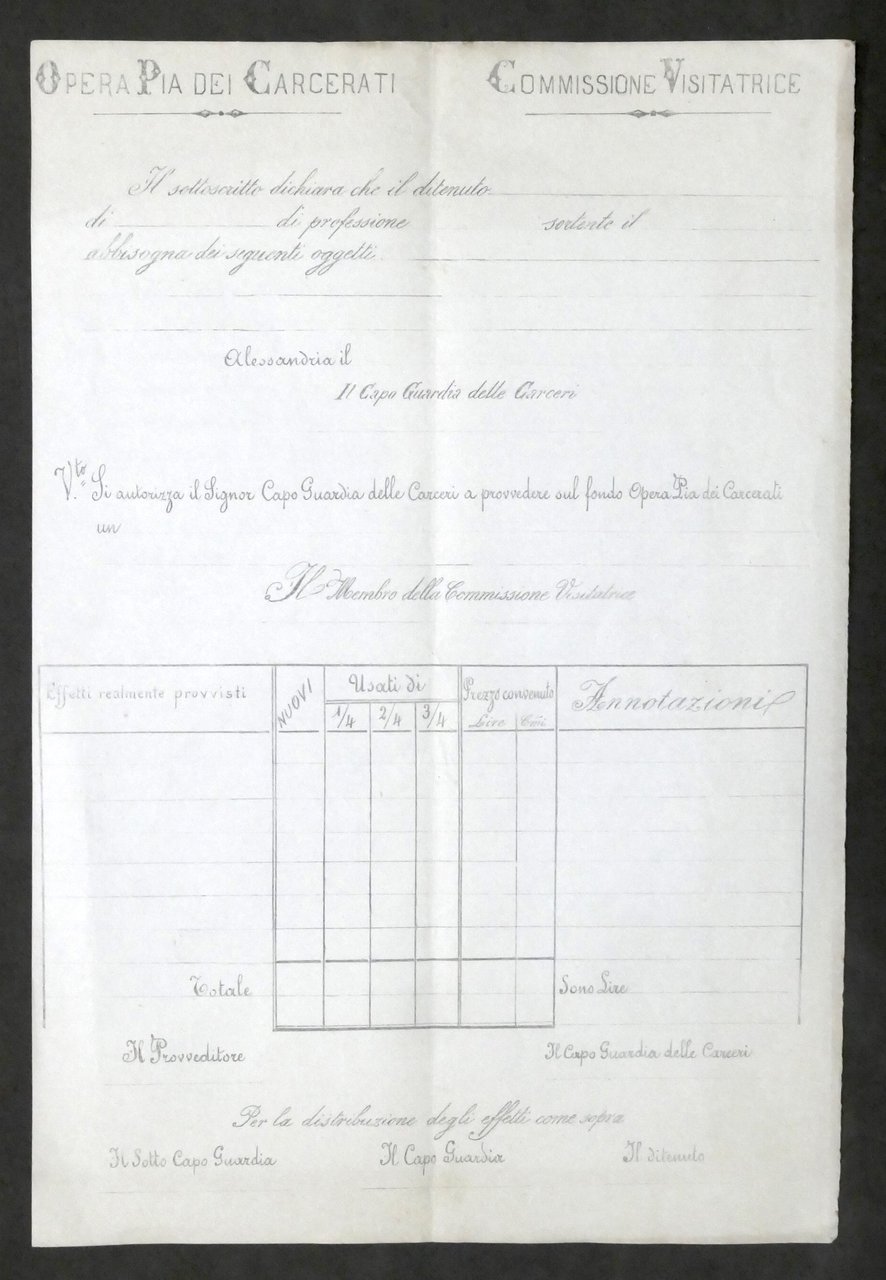 OPERA PIA DEI CARCERATI
COMMISSIONE VISITATRICE
Il sottoscritto dichiara che il ditenuto
di di professione sortente il
abbisogna dei seguenti oggetti
Alessandria il
Il Capo Guardia delle Carceri
V.to Si autorizza il Signor Capo Guardia delle Carceri a provvedere sul fondo Opera Pia dei Carcerati
un
Il Membro della Commissione Visitatrice
Effetti realmente provvisti
NUOVI
Usati di
1/4 2/4 3/4
Prezzo convenuto
Lire Cmi
Annotazioni
Totale
Sono Lire
Il Provveditore
Il Capo Guardia delle Carceri
Per la distribuzione degli effetti come sopra
Il Sotto Capo Guardia
Il Capo Guardia
Il ditenuto